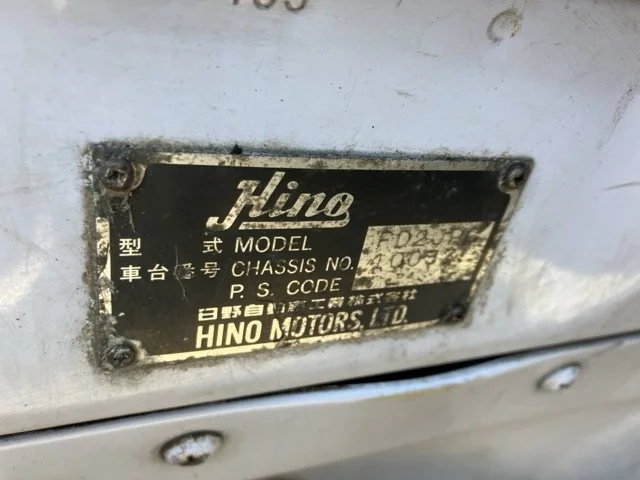 Hino
型 式 MODEL
車台番号 CHASSIS NO.
P. S. CODE
日野自動車工業株式会社
HINO MOTORS, LTD.